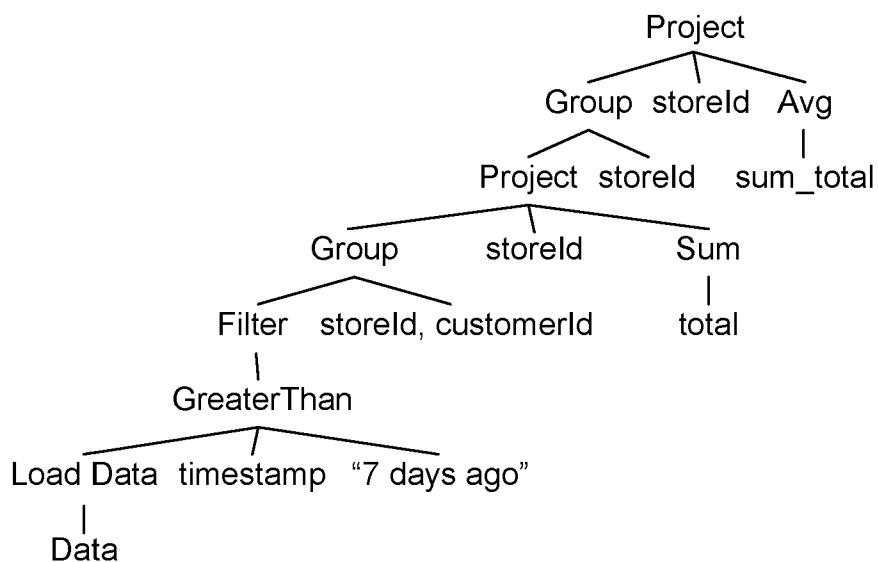 Project
Group storeId Avg
Project storeId sum_total
Group storeId Sum
Filter storeId, customerId total
GreaterThan
Load Data timestamp “7 days ago”
Data